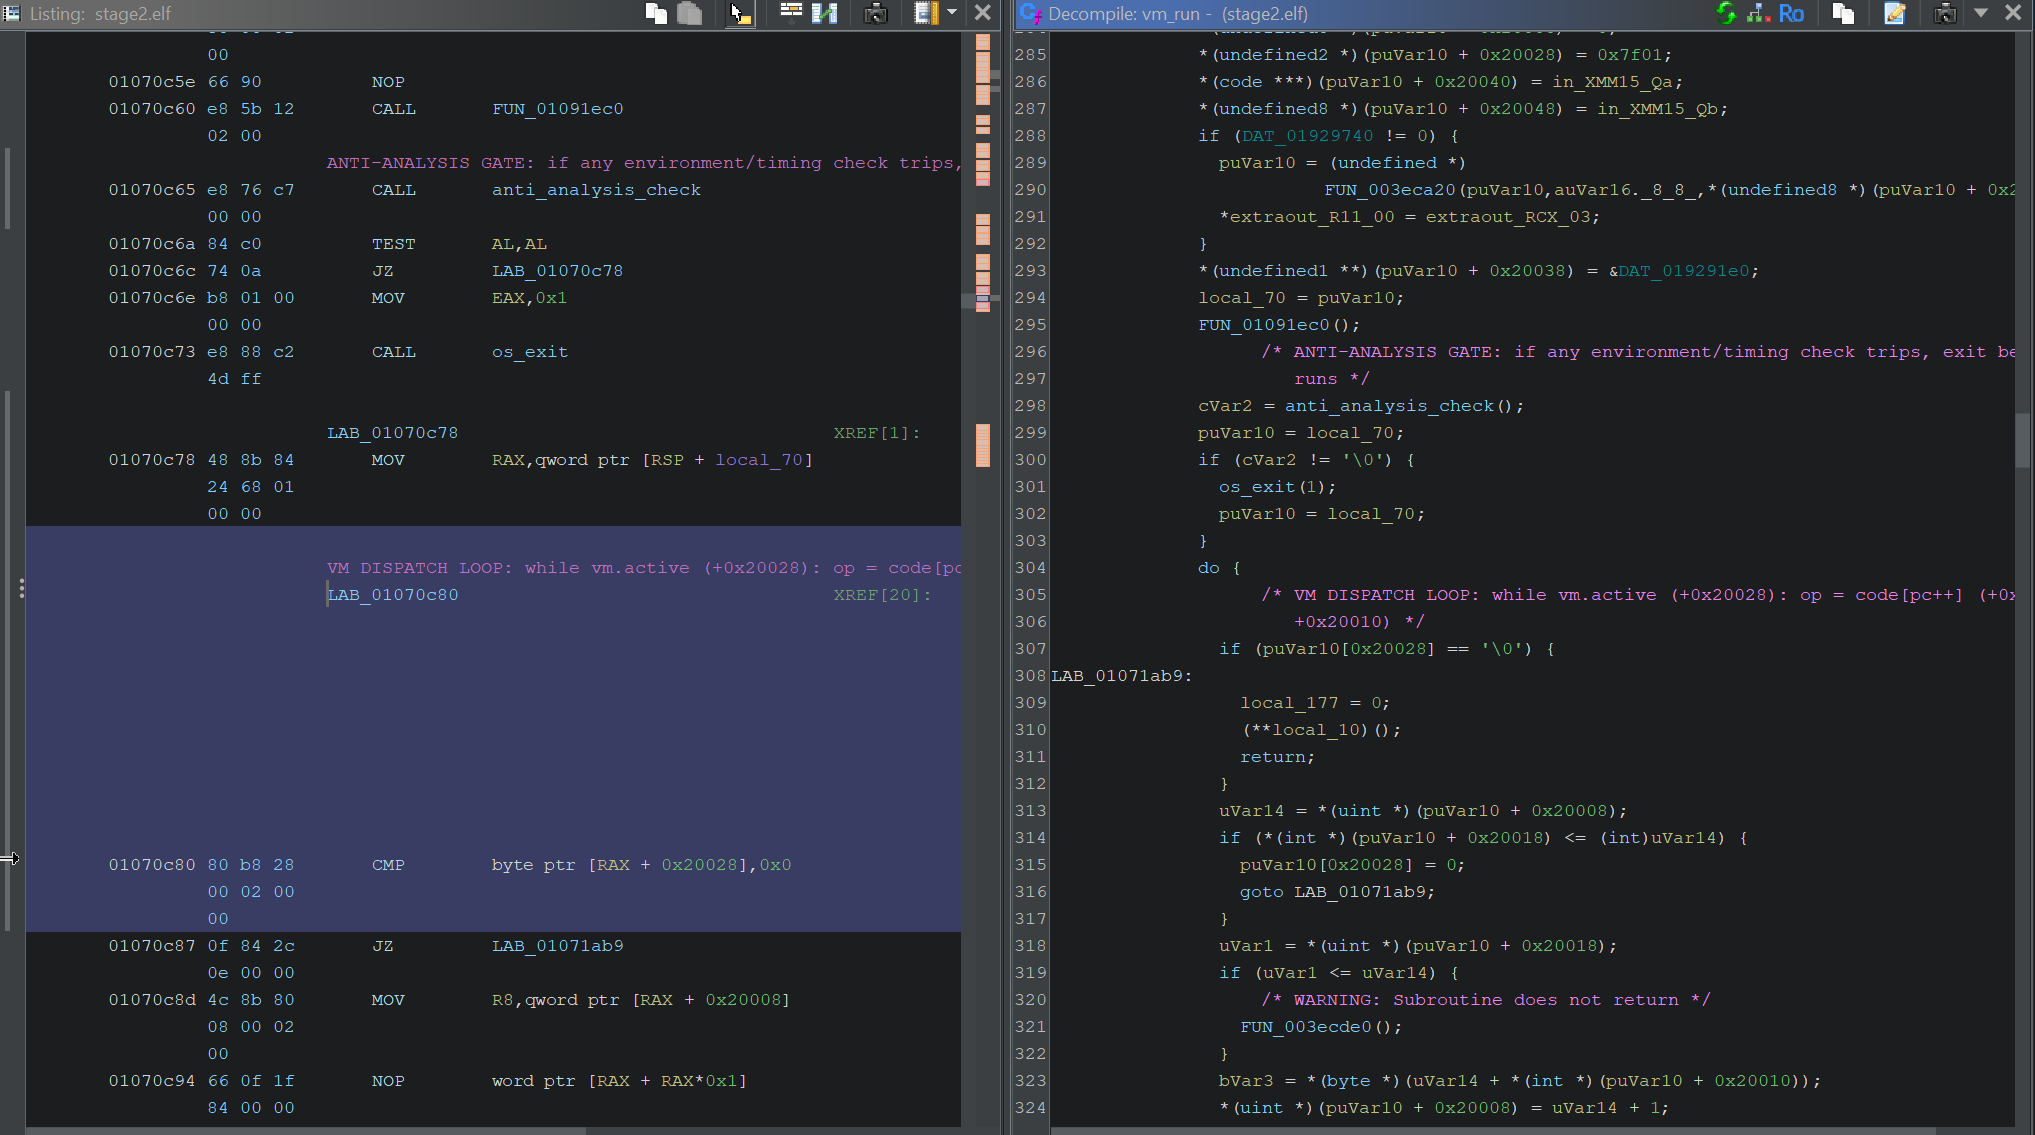 Listing: stage2.elf
00
01070c5e 66 90 NOP
01070c60 e8 5b 12 CALL FUN_01091ec0
02 00
ANTI-ANALYSIS GATE: if any environment/timing check trips,
01070c65 e8 76 c7 CALL anti_analysis_check
00 00
01070c6a 84 c0 TEST AL,AL
01070c6c 74 0a JZ LAB_01070c78
01070c6e b8 01 00 MOV EAX,0x1
00 00
01070c73 e8 88 c2 CALL os_exit
4d ff
LAB_01070c78 XREF[1]:
01070c78 48 8b 84 MOV RAX,qword ptr [RSP + local_70]
24 68 01
00 00
VM DISPATCH LOOP: while vm.active (+0x20028): op = code[pc
LAB_01070c80 XREF[20]:
01070c80 80 b8 28 CMP byte ptr [RAX + 0x20028],0x0
00 02 00
00
01070c87 0f 84 2c JZ LAB_01071ab9
0e 00 00
01070c8d 4c 8b 80 MOV R8,qword ptr [RAX + 0x20008]
08 00 02
00
01070c94 66 0f 1f NOP word ptr [RAX + RAX*0x1]
84 00 00
Decompile: vm_run - (stage2.elf)
Ro
285 *(undefined2 *)(puVar10 + 0x20028) = 0x7f01;
286 *(code ***)(puVar10 + 0x20040) = in_XMM15_Qa;
287 *(undefined8 *)(puVar10 + 0x20048) = in_XMM15_Qb;
288 if (DAT_01929740 != 0) {
289 puVar10 = (undefined *)
290 FUN_003eca20(puVar10,auVar16._8_8_,*(undefined8 *)(puVar10 + 0x2
291 *extraout_R11_00 = extraout_RCX_03;
292 }
293 *(undefined1 **)(puVar10 + 0x20038) = &DAT_019291e0;
294 local_70 = puVar10;
295 FUN_01091ec0();
296 /* ANTI-ANALYSIS GATE: if any environment/timing check trips, exit be
297 runs */
298 cVar2 = anti_analysis_check();
299 puVar10 = local_70;
300 if (cVar2 != '\0') {
301 os_exit(1);
302 puVar10 = local_70;
303 }
304 do {
305 /* VM DISPATCH LOOP: while vm.active (+0x20028): op = code[pc++] (+0x
306 +0x20010) */
307 if (puVar10[0x20028] == '\0') {
308 LAB_01071ab9:
309 local_177 = 0;
310 (**local_10)();
311 return;
312 }
313 uVar14 = *(uint *)(puVar10 + 0x20008);
314 if (*(int *)(puVar10 + 0x20018) <= (int)uVar14) {
315 puVar10[0x20028] = 0;
316 goto LAB_01071ab9;
317 }
318 uVar1 = *(uint *)(puVar10 + 0x20018);
319 if (uVar1 <= uVar14) {
320 /* WARNING: Subroutine does not return */
321 FUN_003ecde0();
322 }
323 bVar3 = *(byte *)(uVar14 + *(int *)(puVar10 + 0x20010));
324 *(uint *)(puVar10 + 0x20008) = uVar14 + 1;